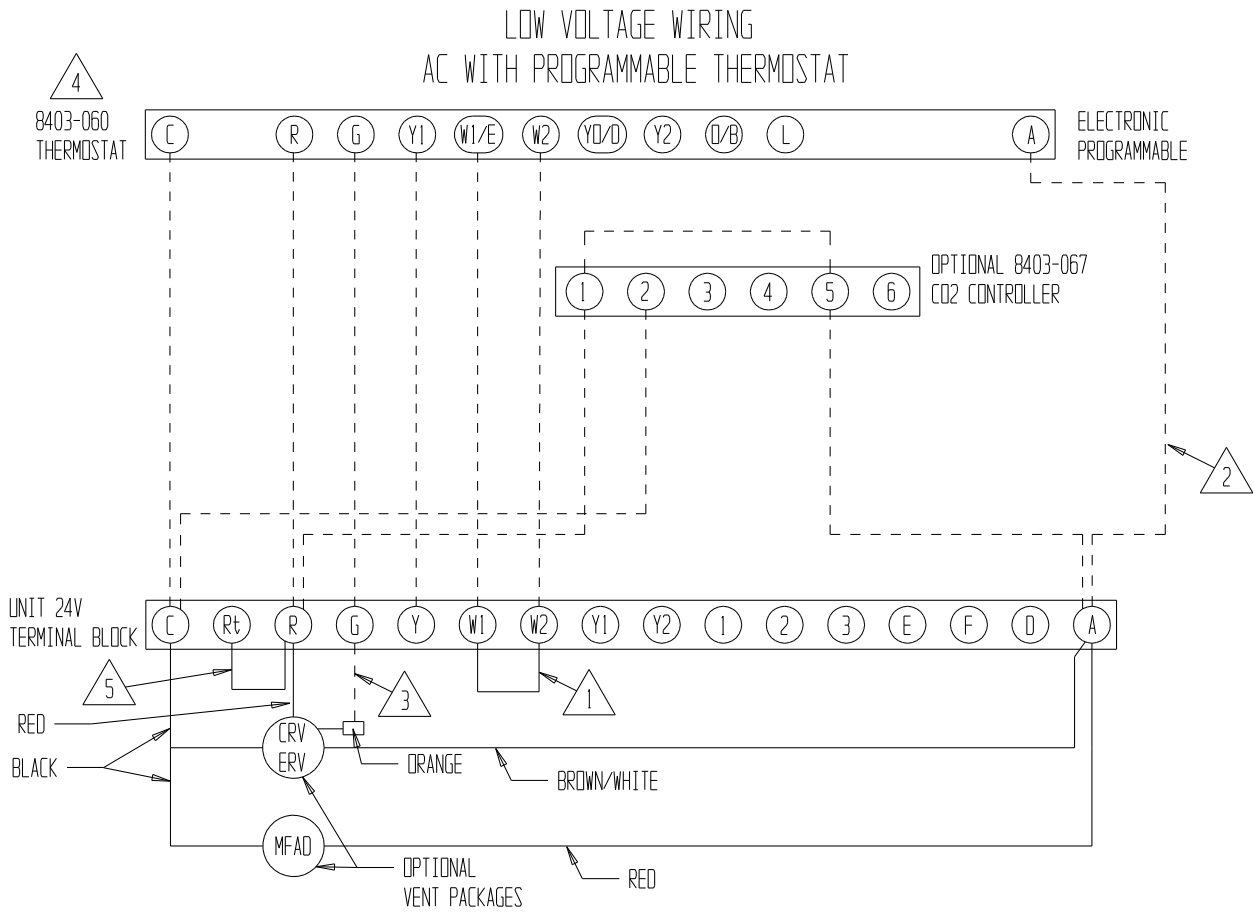 LOW VOLTAGE WIRING
AC WITH PROGRAMMABLE THERMOSTAT
4
8403-060
THERMOSTAT
C R G Y1 W1/E W2 YO/D Y2 O/B L A
ELECTRONIC
PROGRAMMABLE
OPTIONAL 8403-067
CO2 CONTROLLER
1 2 3 4 5 6
2
UNIT 24V
TERMINAL BLOCK
C Rt R G Y W1 W2 Y1 Y2 1 2 3 E F O A
5
3
1
RED
BLACK
CRV
ERV
ORANGE
BROWN/WHITE
MFAD
OPTIONAL
VENT PACKAGES
RED